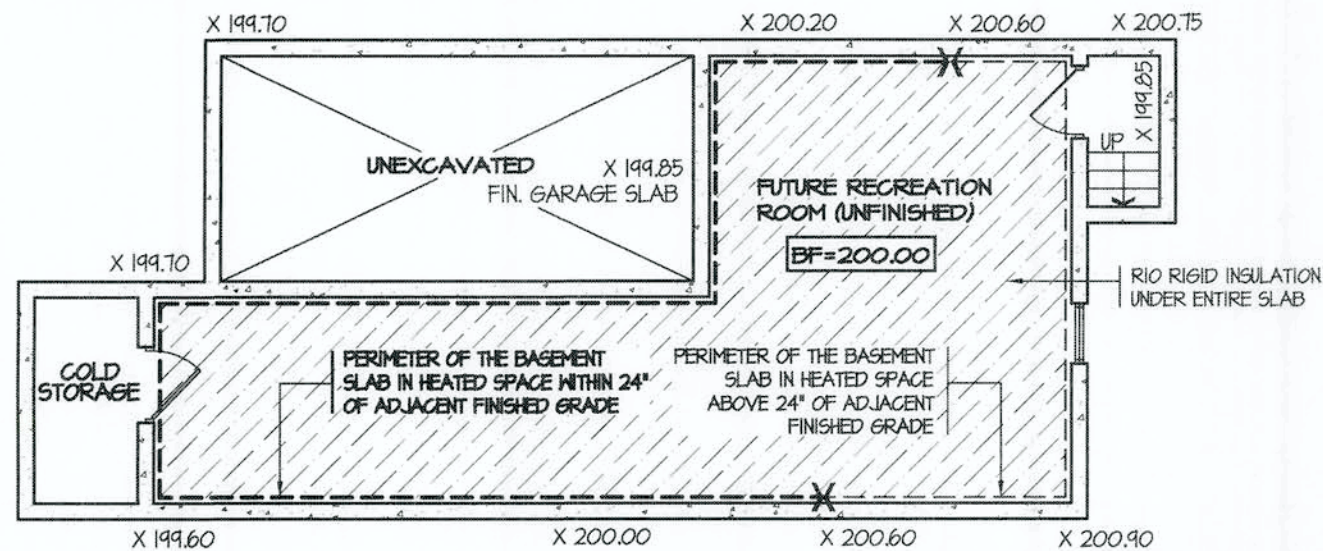 X 199.70
X 200.20
X 200.60
X 200.75
X 199.85
UP
UNEXCAVATED
X 199.85
FIN. GARAGE SLAB
FUTURE RECREATION
ROOM (UNFINISHED)
BF=200.00
X 199.70
RIO RIGID INSULATION
UNDER ENTIRE SLAB
COLD
STORAGE
PERIMETER OF THE BASEMENT
SLAB IN HEATED SPACE WITHIN 24"
OF ADJACENT FINISHED GRADE
PERIMETER OF THE BASEMENT
SLAB IN HEATED SPACE
ABOVE 24" OF ADJACENT
FINISHED GRADE
X 199.60
X 200.00
X 200.60
X 200.90